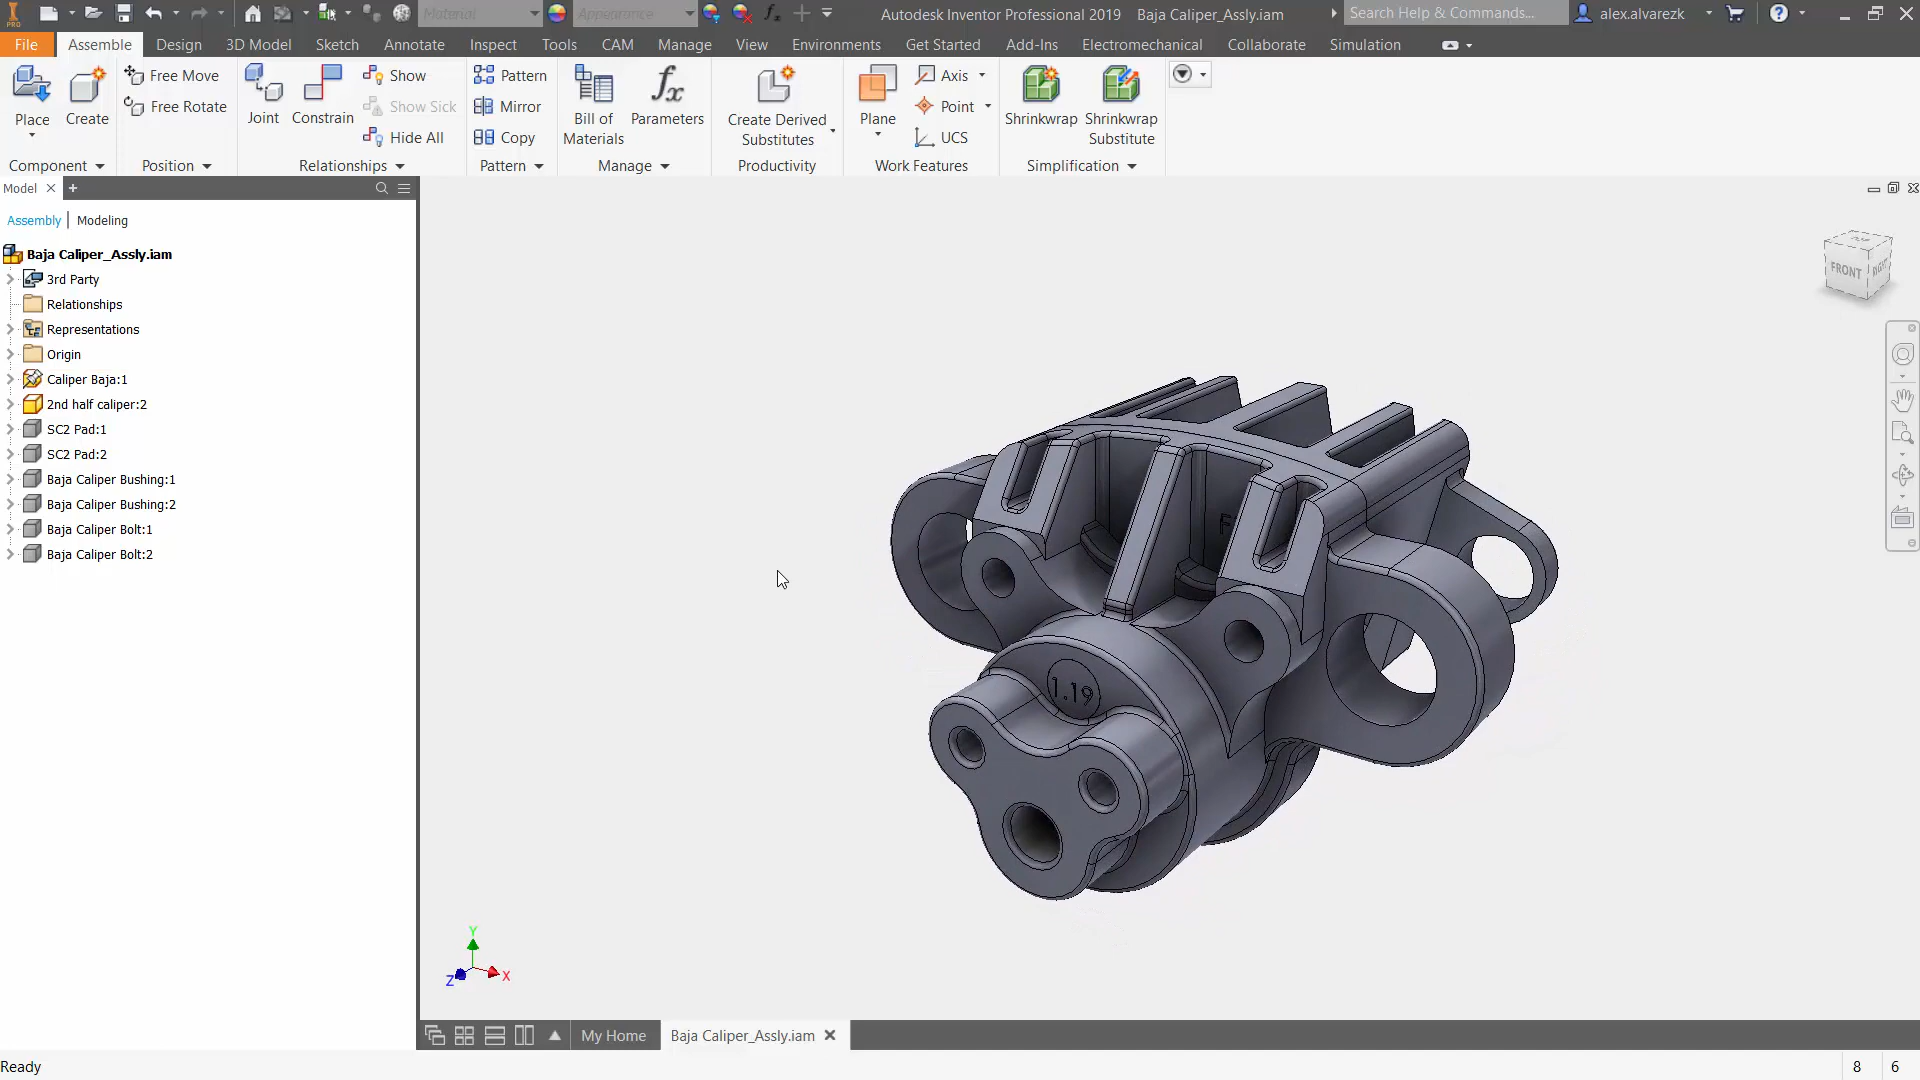 PRO
Material
Appearance
Autodesk Inventor Professional 2019 Baja Caliper_Assly.iam
Search Help & Commands...
alex.alvarezk
File
Assemble
Design
3D Model
Sketch
Annotate
Inspect
Tools
CAM
Manage
View
Environments
Get Started
Add-Ins
Electromechanical
Collaborate
Simulation
Place
Create
Free Move
Free Rotate
Joint
Constrain
Show
Show Sick
Hide All
Pattern
Mirror
Copy
Bill of
Materials
fx
Parameters
Create Derived
Substitutes
Plane
Axis
Point
UCS
Shrinkwrap
Shrinkwrap
Substitute
Component
Position
Relationships
Pattern
Manage
Productivity
Work Features
Simplification
Model
Assembly | Modeling
Baja Caliper_Assly.iam
3rd Party
Relationships
Representations
Origin
Caliper Baja:1
2nd half caliper:2
SC2 Pad:1
SC2 Pad:2
Baja Caliper Bushing:1
Baja Caliper Bushing:2
Baja Caliper Bolt:1
Baja Caliper Bolt:2
FRONT
RIGHT
1.19
Y
Z
X
My Home
Baja Caliper_Assly.iam
Ready
8 6